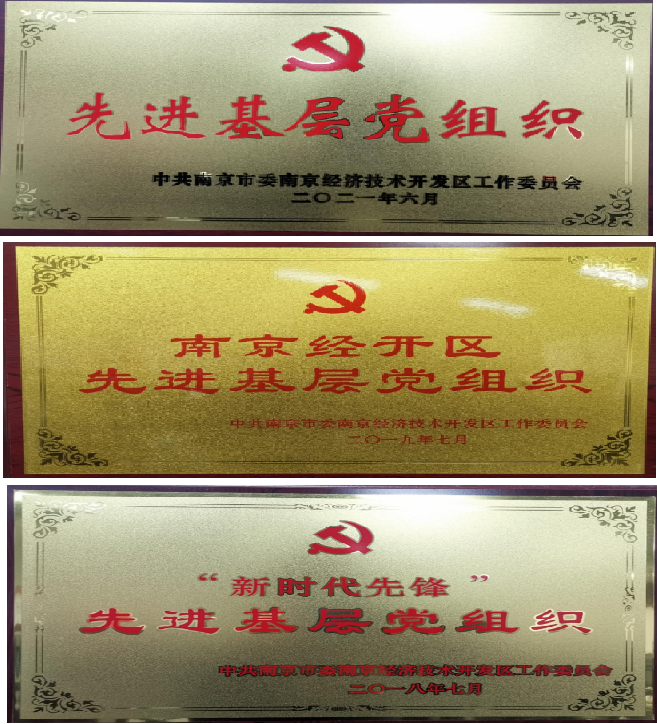 先进基层党组织
中共南京市委南京经济技术开发区工作委员会
二〇二一年六月
南京经开区
先进基层党组织
中共南京市委南京经济技术开发区工作委员会
二〇一九年七月
“新时代先锋”
先进基层党组织
中共南京市委南京经济技术开发区工作委员会
二〇一八年七月